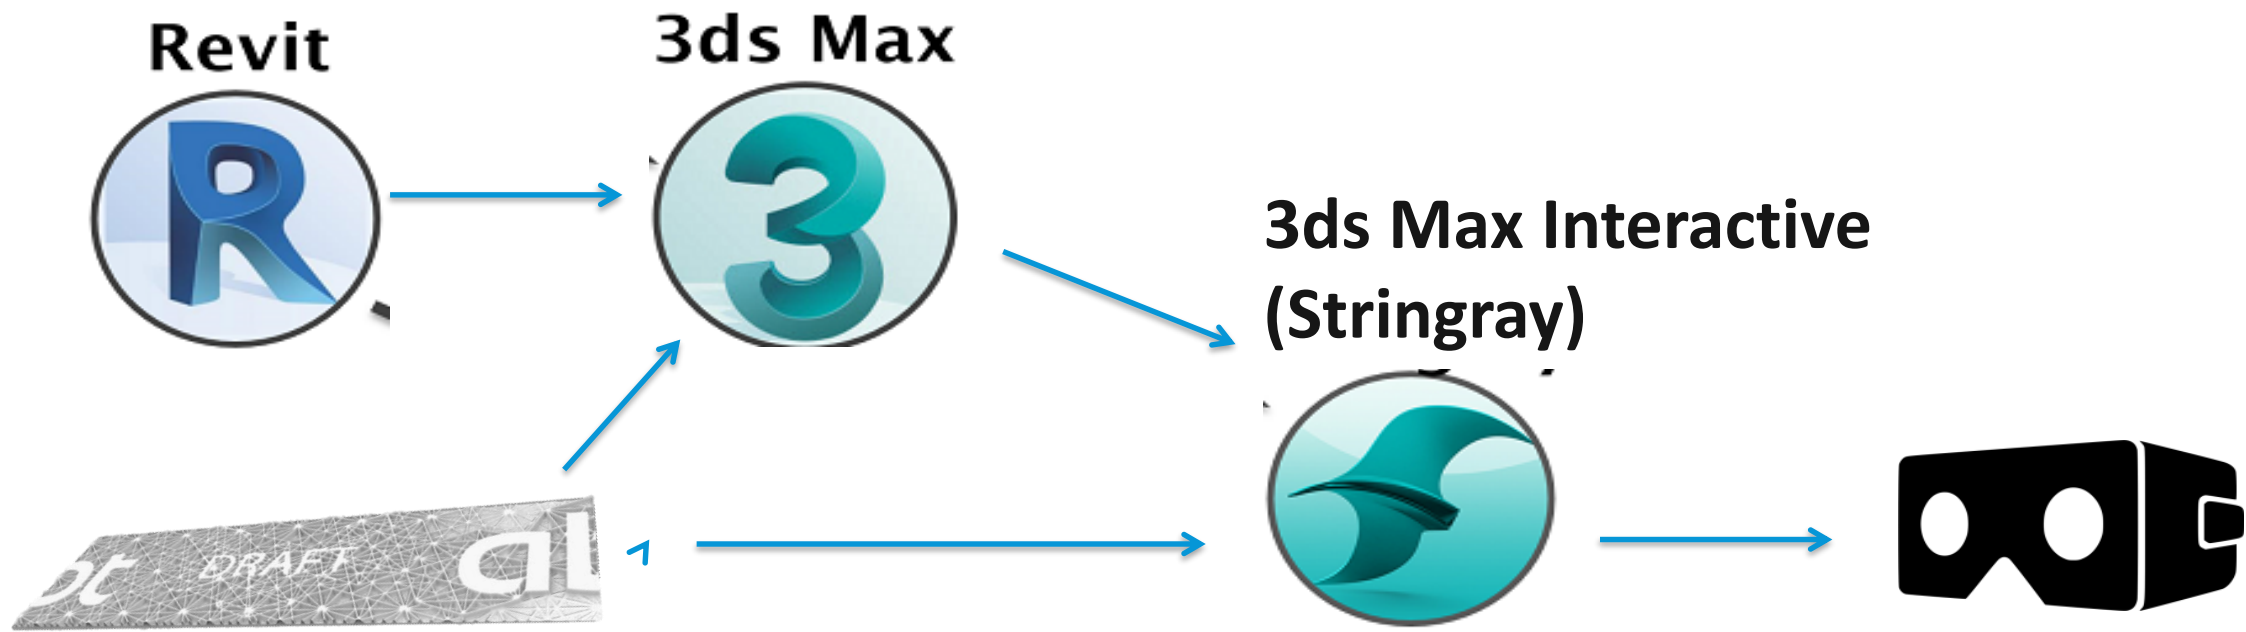 Revit
3ds Max
3ds Max Interactive
(Stringray)
DRAFT